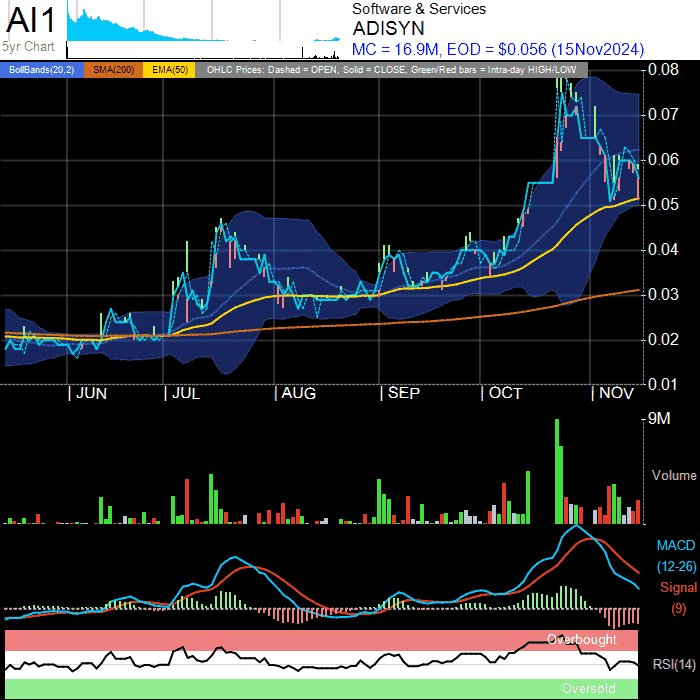 AI1
5yr Chart
Software & Services
ADISYN
MC = 16.9M, EOD = $0.056 (15Nov2024)
BollBands(20,2) SMA(200) EMA(50) OHLC Prices: Dashed = OPEN, Solid = CLOSE, Green/Red bars = Intra-day HIGH/LOW
0.08
0.07
0.06
0.05
0.04
0.03
0.02
0.01
JUN JUL AUG SEP OCT NOV
9M
Volume
MACD
(12-26)
Signal
(9)
Overbought
RSI(14)
Oversold